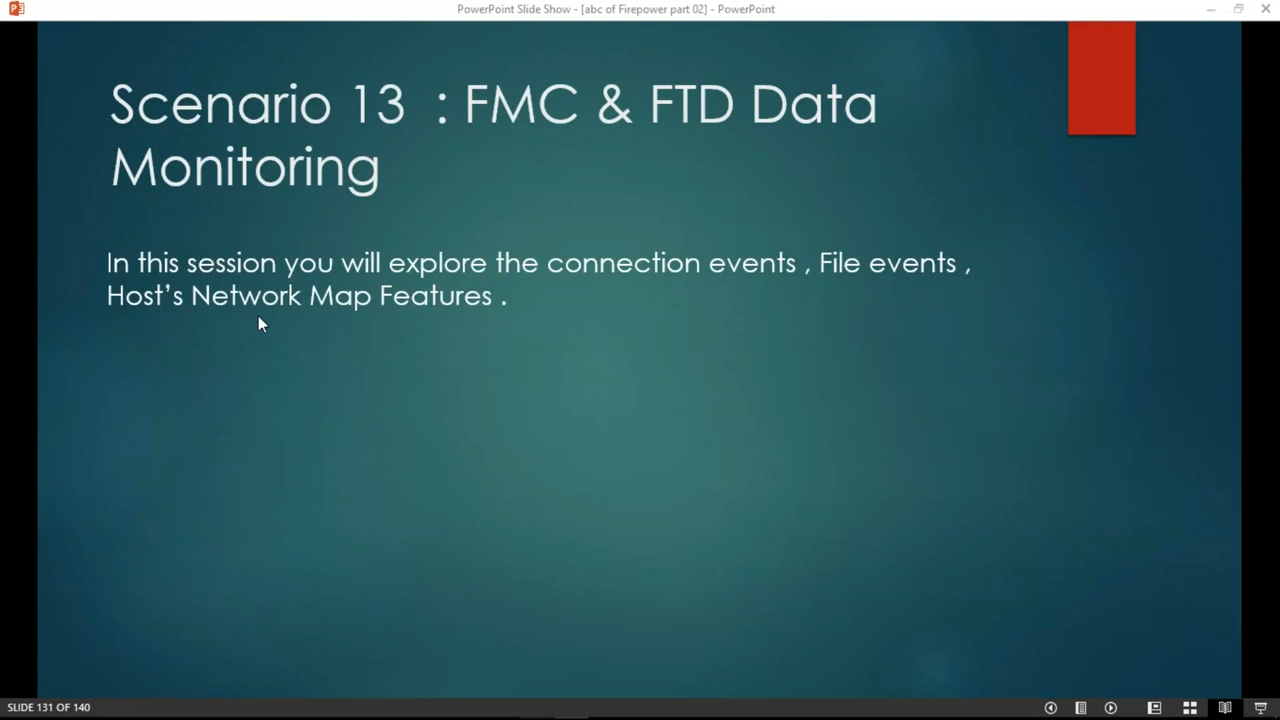 PowerPoint Slide Show - [abc of Firepower part 02] - PowerPoint
Scenario 13 : FMC & FTD Data
Monitoring
In this session you will explore the connection events , File events ,
Host’s Network Map Features .
SLIDE 131 OF 140